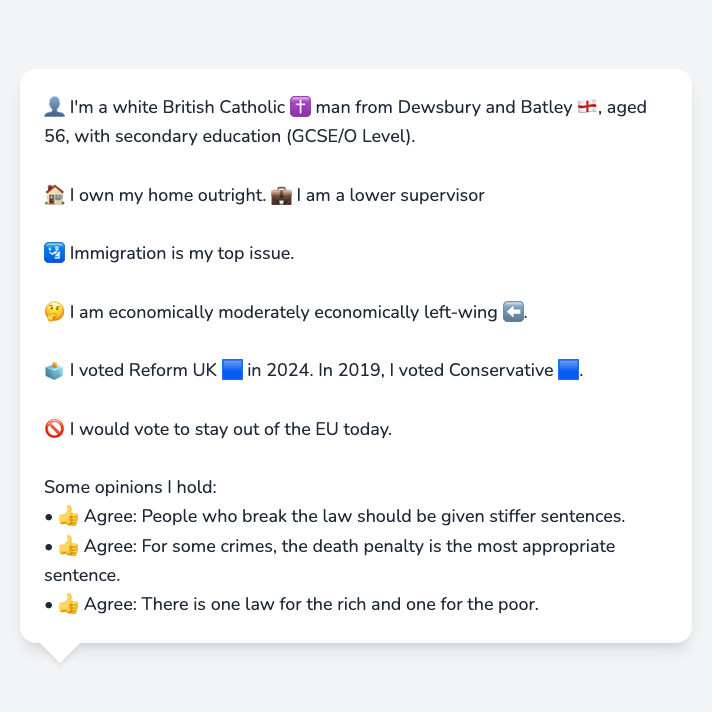 👤 I'm a white British Catholic ✝️ man from Dewsbury and Batley 🏴󠁧󠁢󠁥󠁮󠁧󠁿, aged
56, with secondary education (GCSE/O Level).
🏠 I own my home outright. 💼 I am a lower supervisor
🛂 Immigration is my top issue.
🤔 I am economically moderately economically left-wing ⬅️.
🗳️ I voted Reform UK 🟦 in 2024. In 2019, I voted Conservative 🟦.
🚫 I would vote to stay out of the EU today.
Some opinions I hold:
• 👍 Agree: People who break the law should be given stiffer sentences.
• 👍 Agree: For some crimes, the death penalty is the most appropriate
sentence.
• 👍 Agree: There is one law for the rich and one for the poor.